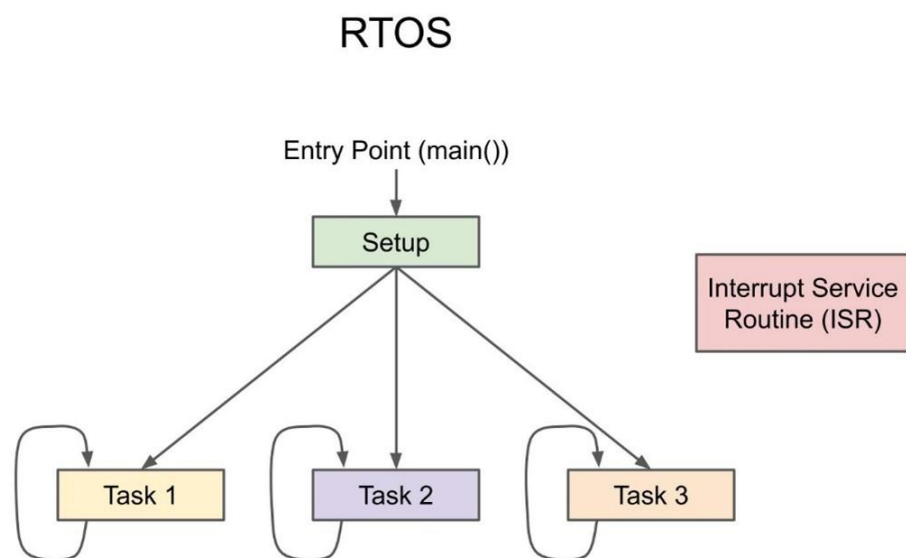 RTOS
Entry Point (main())
Setup
Interrupt Service
Routine (ISR)
Task 1
Task 2
Task 3